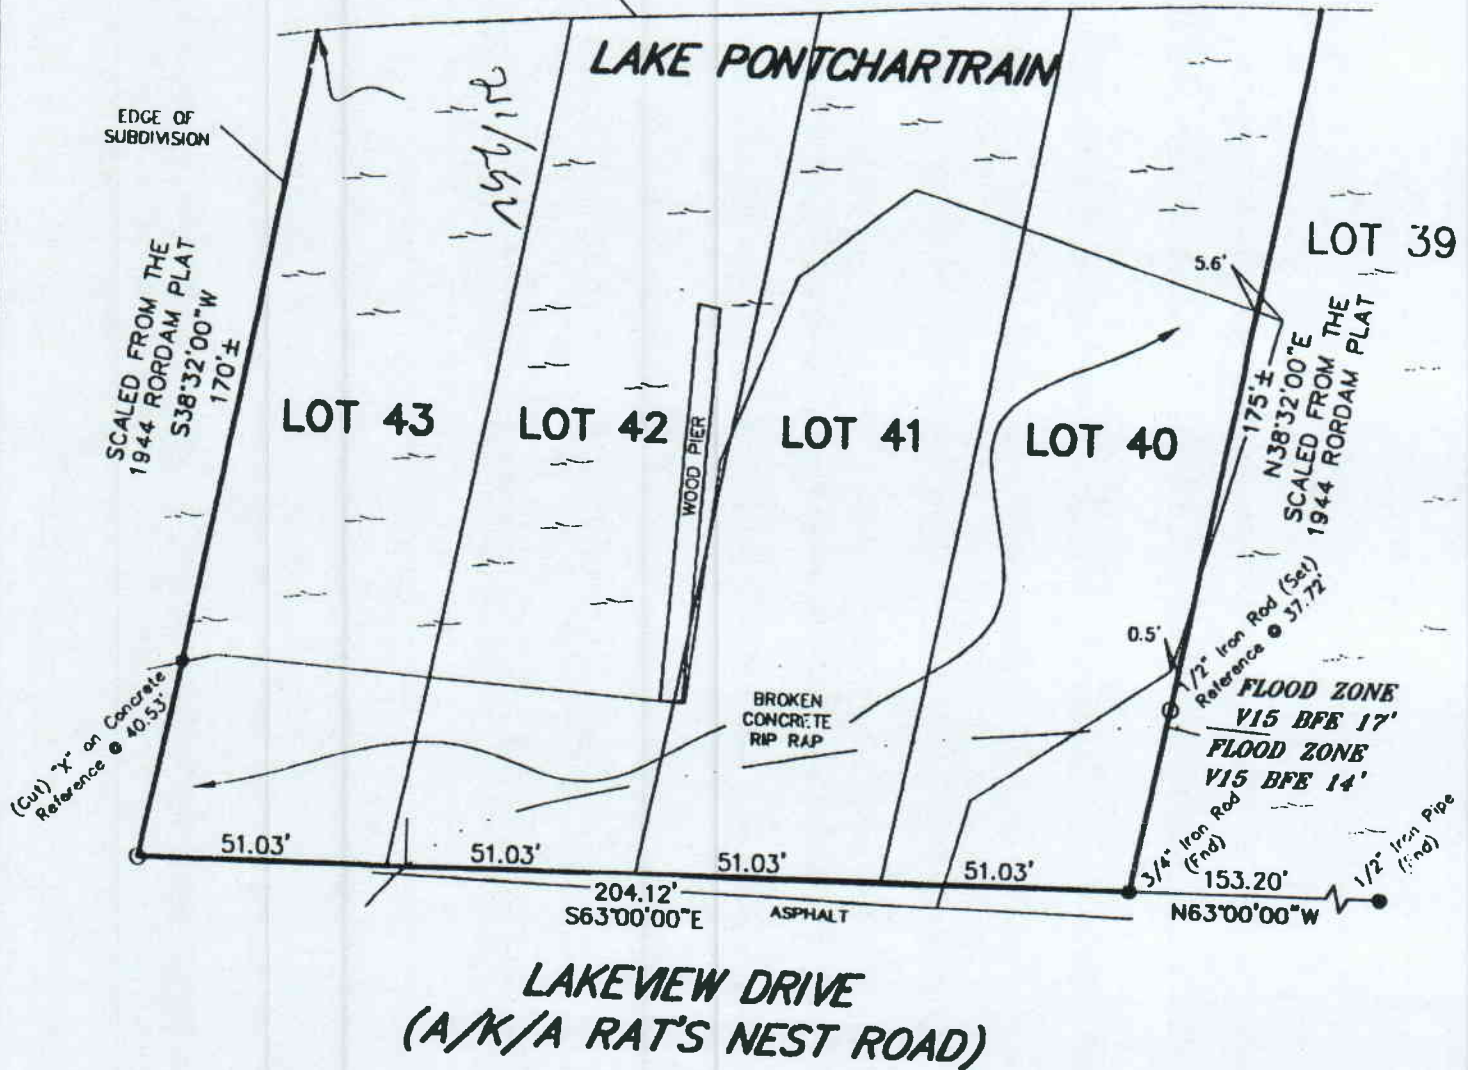 LAKE PONTCHARTRAIN
EDGE OF
SUBDIVISION
SCALED FROM THE
1944 RORDAM PLAT
S38°32'00"W
170'±
LOT 43
LOT 42
WOOD PIER
LOT 41
LOT 40
LOT 39
5.6'
175'±
N38°32'00"E
SCALED FROM THE
1944 RORDAM PLAT
0.5'
1/2" Iron Rod (Set)
Reference @ 37.72'
FLOOD ZONE
V15 BFE 17'
FLOOD ZONE
V15 BFE 14'
BROKEN
CONCRETE
RIP RAP
(Cut) "X" on Concrete
Reference @ 40.53'
51.03'
51.03'
51.03'
51.03'
3/4" Iron Rod
(Fnd)
153.20'
N63°00'00"W
1/2" Iron Pipe
(Fnd)
204.12'
S63°00'00"E
ASPHALT
LAKEVIEW DRIVE
(A/K/A RAT'S NEST ROAD)